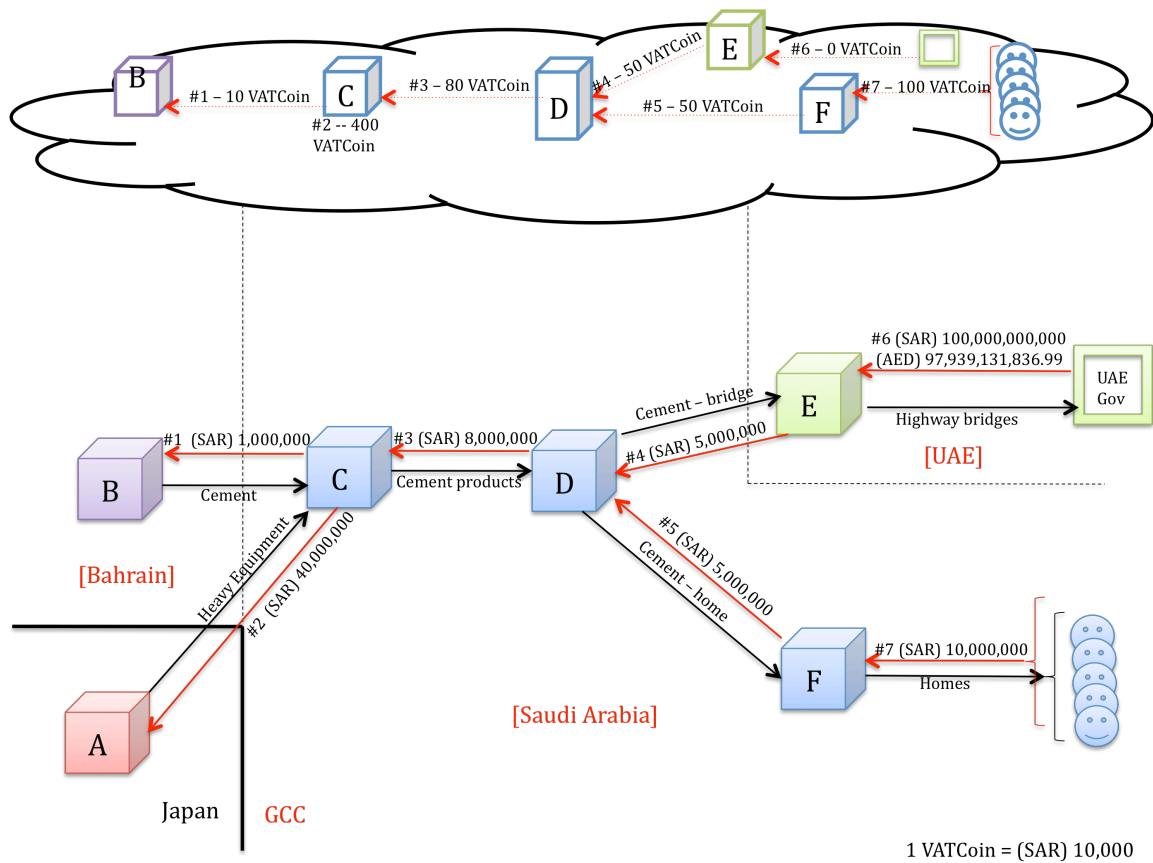 B
#1 – 10 VATCoin
C
#2 -- 400
VATCoin
#3 – 80 VATCoin
D
#4 – 50 VATCoin
E
#6 – 0 VATCoin
#5 – 50 VATCoin
F
#7 – 100 VATCoin
#6 (SAR) 100,000,000,000
(AED) 97,939,131,836.99
UAE
Gov
E
Highway bridges
[UAE]
Cement – bridge
#4 (SAR) 5,000,000
#1 (SAR) 1,000,000
#3 (SAR) 8,000,000
B
Cement
C
Cement products
D
[Bahrain]
Heavy Equipment
#2 (SAR) 40,000,000
#5 (SAR) 5,000,000
Cement – home
F
#7 (SAR) 10,000,000
Homes
[Saudi Arabia]
A
Japan
GCC
1 VATCoin = (SAR) 10,000